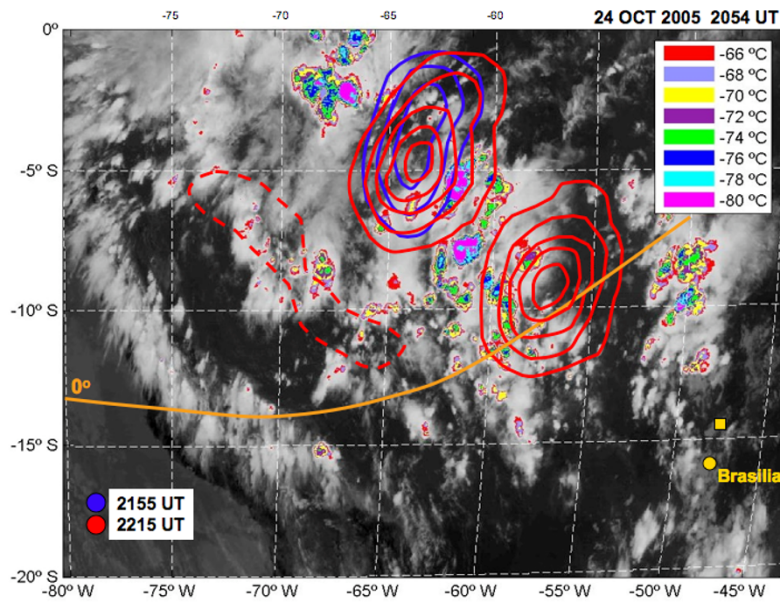 -75 -70 -65 -60 24 OCT 2005 2054 UT
0º
-66 ºC
-68 ºC
-70 ºC
-72 ºC
-74 ºC
-76 ºC
-78 ºC
-80 ºC
-5º S
-10º S
0º
-15º S
Brasilia
2155 UT
2215 UT
-20º S
-80º W -75º W -70º W -65º W -60º W -55º W -50º W -45º W